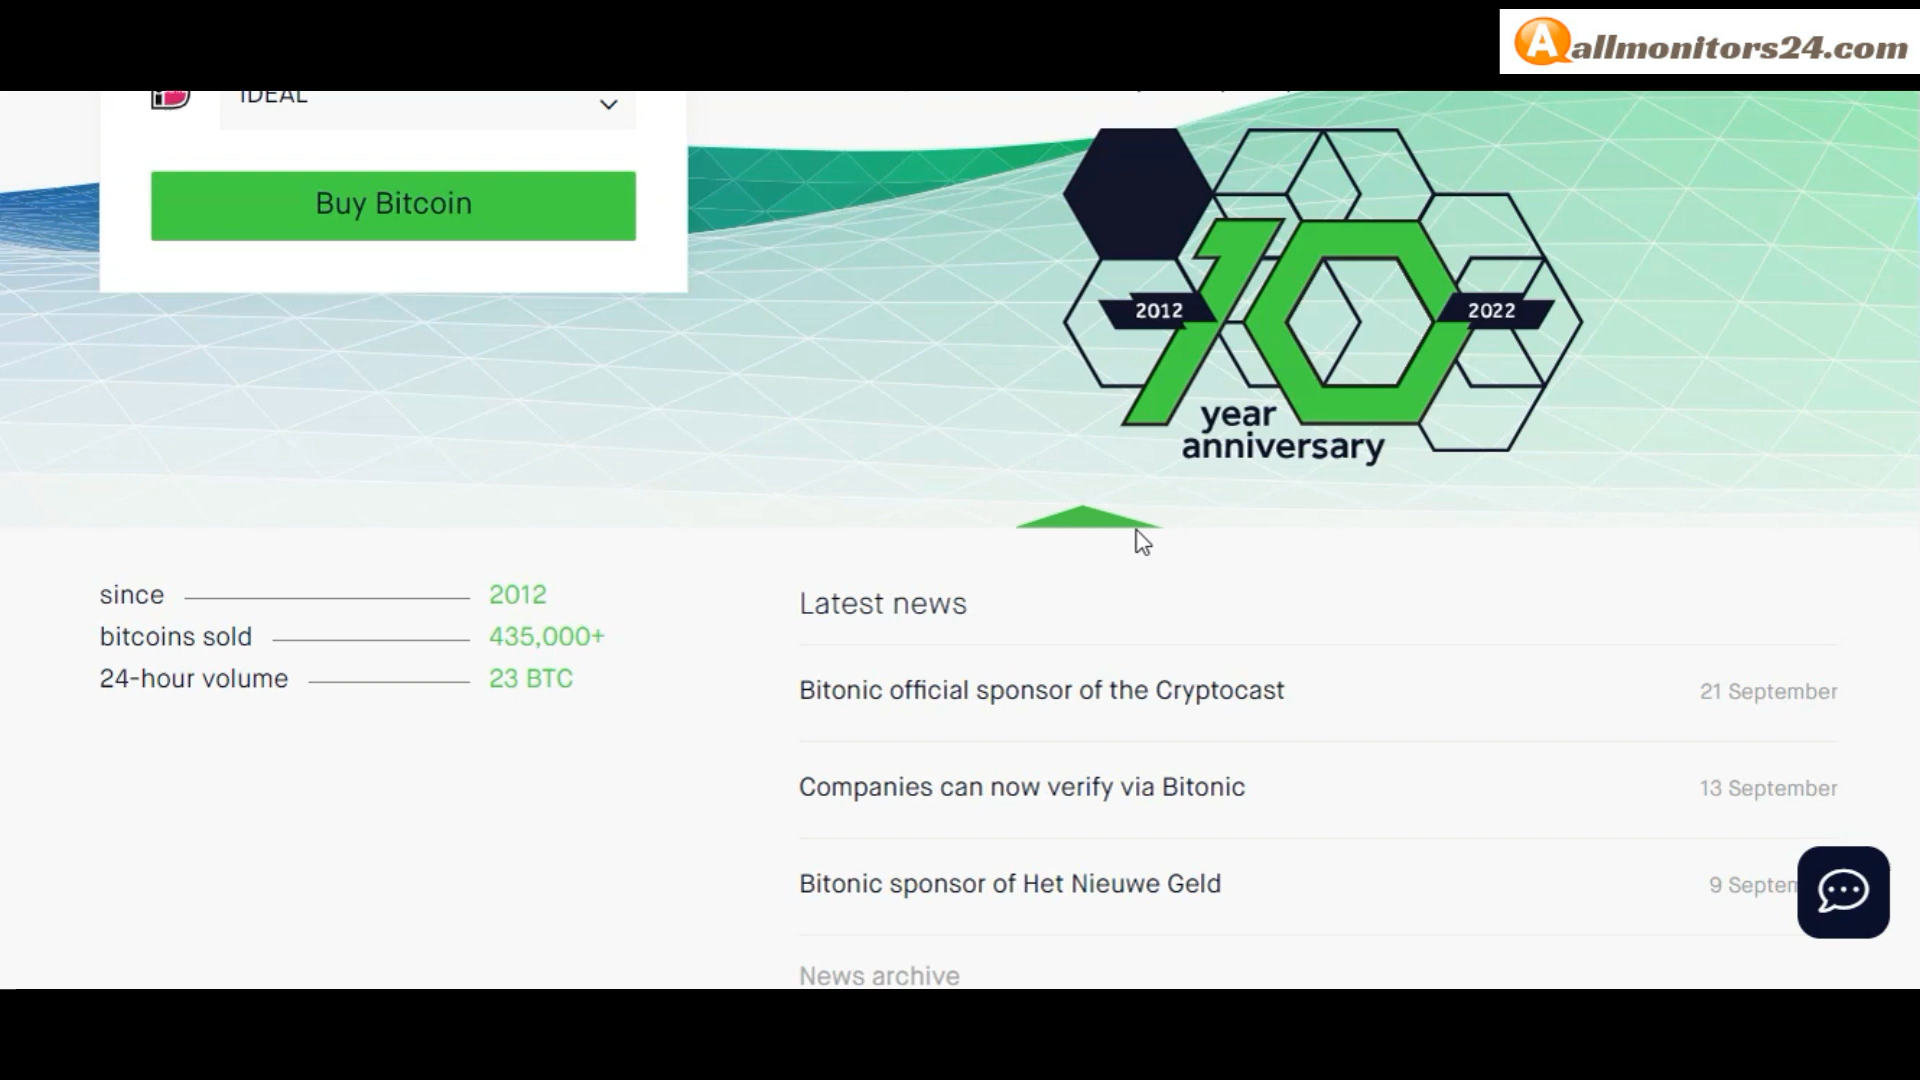 allmonitors24.com
IDEAL
Buy Bitcoin
10
2012
2022
year
anniversary
since 2012
bitcoins sold 435,000+
24-hour volume 23 BTC
Latest news
Bitonic official sponsor of the Cryptocast 21 September
Companies can now verify via Bitonic 13 September
Bitonic sponsor of Het Nieuwe Geld 9 Septem
News archive